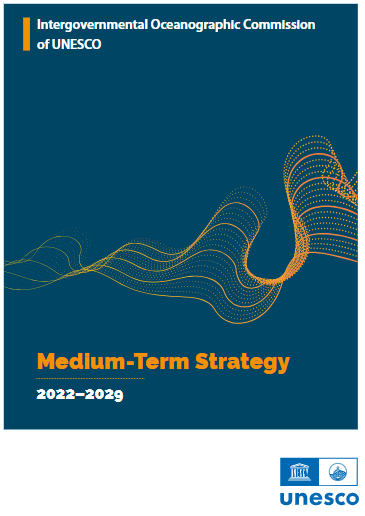 Intergovernmental Oceanographic Commission
of UNESCO
Medium-Term Strategy
2022–2029
unesco